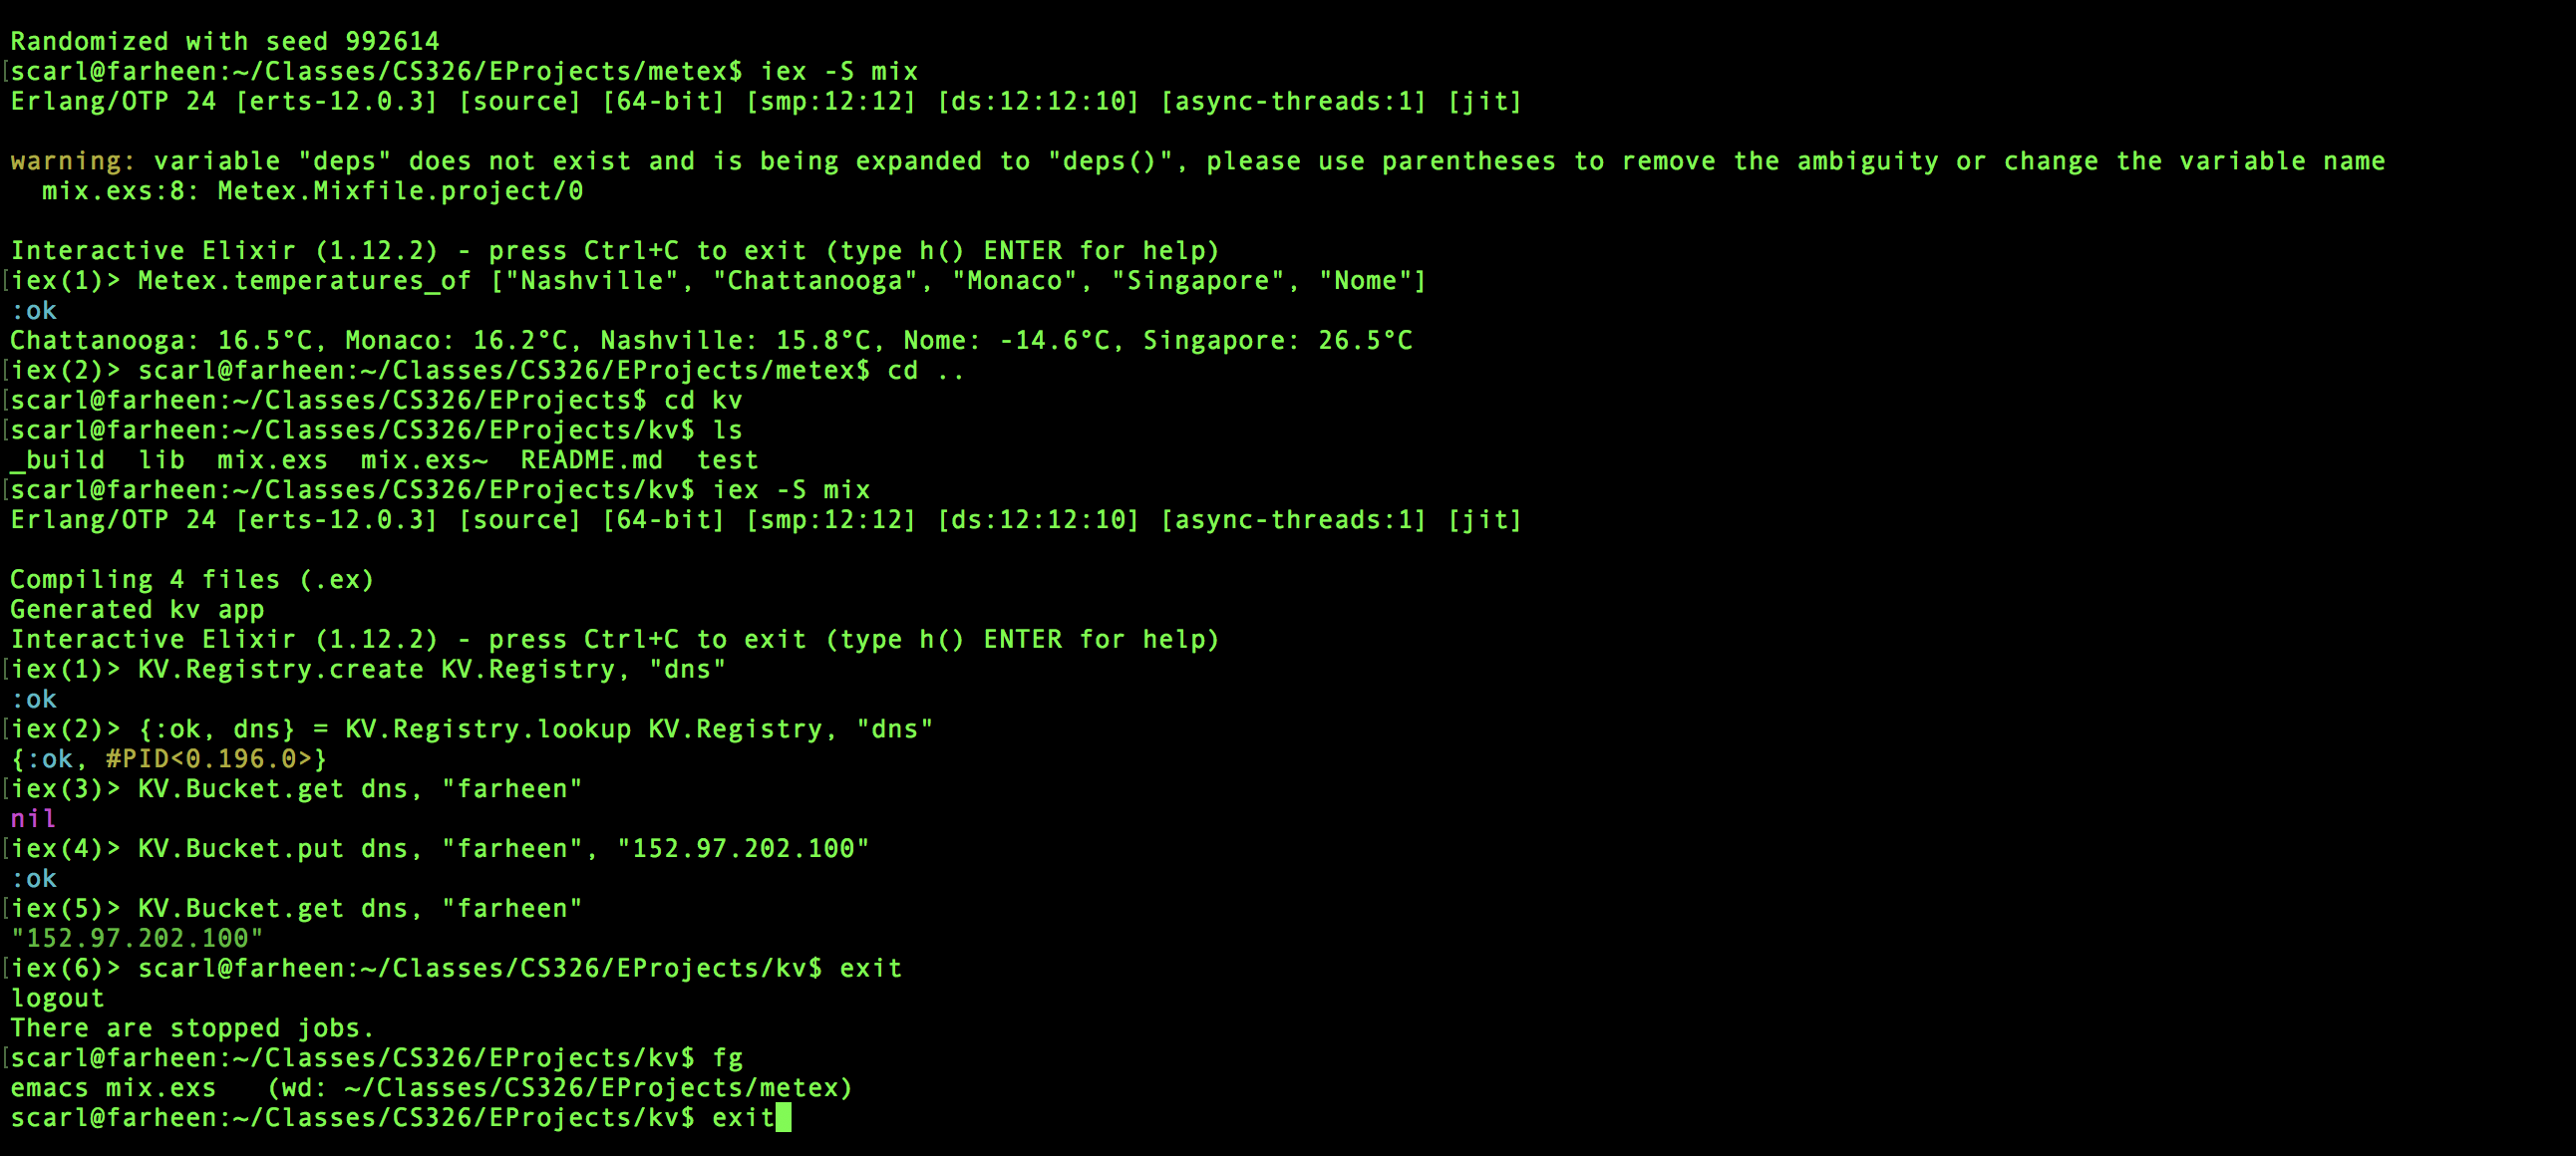 Randomized with seed 992614
[scarl@farheen:~/Classes/CS326/EProjects/metex$ iex -S mix
Erlang/OTP 24 [erts-12.0.3] [source] [64-bit] [smp:12:12] [ds:12:12:10] [async-threads:1] [jit]
warning: variable "deps" does not exist and is being expanded to "deps()", please use parentheses to remove the ambiguity or change the variable name
  mix.exs:8: Metex.Mixfile.project/0
Interactive Elixir (1.12.2) - press Ctrl+C to exit (type h() ENTER for help)
[iex(1)> Metex.temperatures_of ["Nashville", "Chattanooga", "Monaco", "Singapore", "Nome"]
:ok
Chattanooga: 16.5°C, Monaco: 16.2°C, Nashville: 15.8°C, Nome: -14.6°C, Singapore: 26.5°C
[iex(2)> scarl@farheen:~/Classes/CS326/EProjects/metex$ cd ..
[scarl@farheen:~/Classes/CS326/EProjects$ cd kv
[scarl@farheen:~/Classes/CS326/EProjects/kv$ ls
_build  lib  mix.exs  mix.exs~  README.md  test
[scarl@farheen:~/Classes/CS326/EProjects/kv$ iex -S mix
Erlang/OTP 24 [erts-12.0.3] [source] [64-bit] [smp:12:12] [ds:12:12:10] [async-threads:1] [jit]
Compiling 4 files (.ex)
Generated kv app
Interactive Elixir (1.12.2) - press Ctrl+C to exit (type h() ENTER for help)
[iex(1)> KV.Registry.create KV.Registry, "dns"
:ok
[iex(2)> {:ok, dns} = KV.Registry.lookup KV.Registry, "dns"
{:ok, #PID<0.196.0>}
[iex(3)> KV.Bucket.get dns, "farheen"
nil
[iex(4)> KV.Bucket.put dns, "farheen", "152.97.202.100"
:ok
[iex(5)> KV.Bucket.get dns, "farheen"
"152.97.202.100"
[iex(6)> scarl@farheen:~/Classes/CS326/EProjects/kv$ exit
logout
There are stopped jobs.
[scarl@farheen:~/Classes/CS326/EProjects/kv$ fg
emacs mix.exs   (wd: ~/Classes/CS326/EProjects/metex)
scarl@farheen:~/Classes/CS326/EProjects/kv$ exit